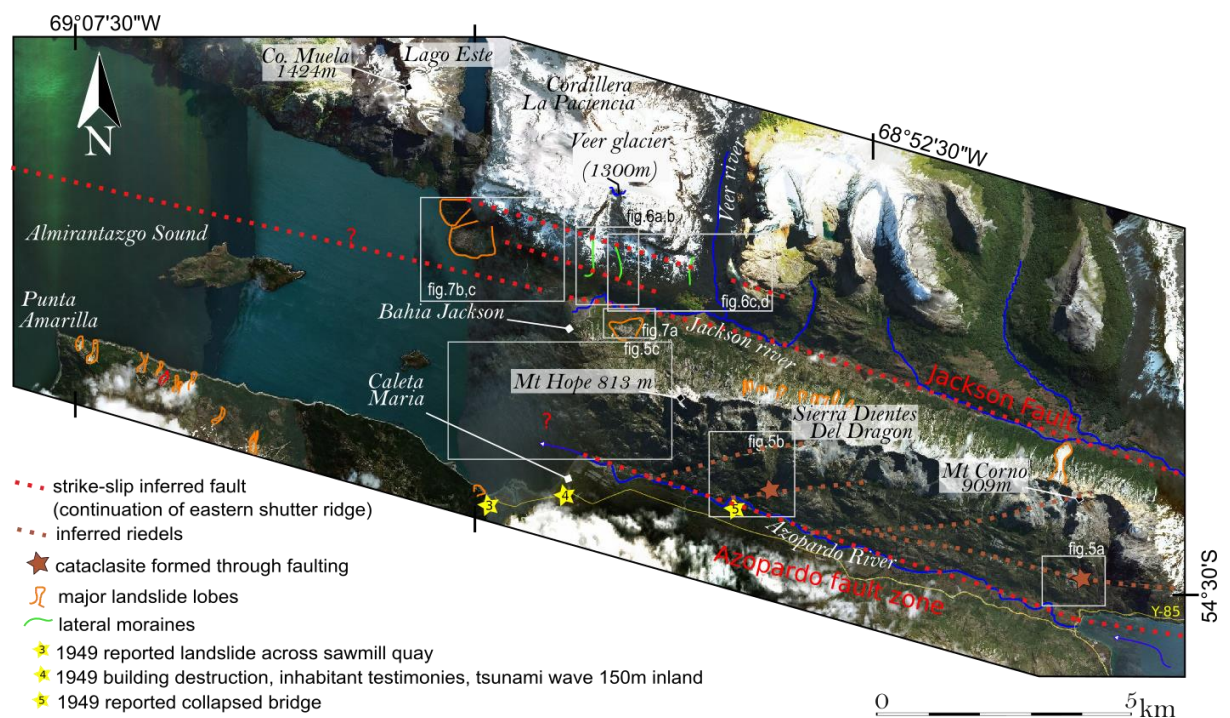 69°07'30"W
Co. Muela
1424m
Lago Este
Cordillera
La Paciencia
N
Veer glacier
(1300m)
Veer river
68°52'30"W
fig.6a,b
Almirantazgo Sound
?
fig.7b,c
fig.6c,d
Punta
Amarilla
Bahia Jackson
fig.7a
fig.5c
Jackson river
Jackson Fault
Mt Hope 813 m
Caleta
Maria
?
Sierra Dientes
Del Dragon
fig.5b
Mt Corno
909m
3
4
5
Azopardo River
Azopardo fault zone
fig.5a
54°30'S
Y-85
strike-slip inferred fault
(continuation of eastern shutter ridge)
inferred riedels
cataclasite formed through faulting
major landslide lobes
lateral moraines
3 1949 reported landslide across sawmill quay
4 1949 building destruction, inhabitant testimonies, tsunami wave 150m inland
5 1949 reported collapsed bridge
0 5km